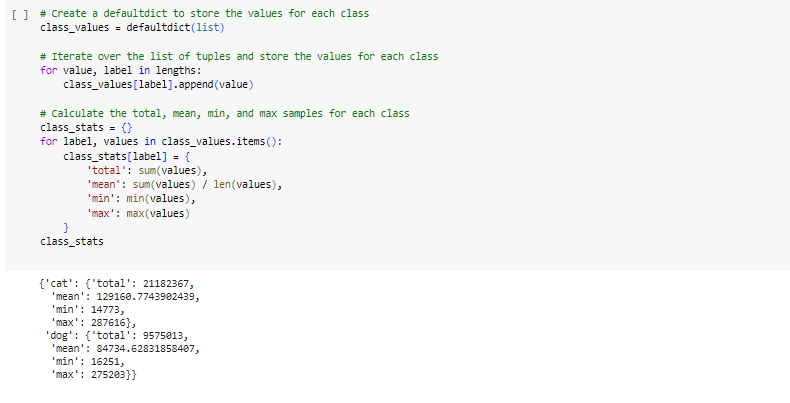 [ ] # Create a defaultdict to store the values for each class
class_values = defaultdict(list)

# Iterate over the list of tuples and store the values for each class
for value, label in lengths:
    class_values[label].append(value)

# Calculate the total, mean, min, and max samples for each class
class_stats = {}
for label, values in class_values.items():
    class_stats[label] = {
        'total': sum(values),
        'mean': sum(values) / len(values),
        'min': min(values),
        'max': max(values)
    }
class_stats

{'cat': {'total': 21182367,
  'mean': 129160.7743902439,
  'min': 14773,
  'max': 287616},
 'dog': {'total': 9575013,
  'mean': 84734.62831858407,
  'min': 16251,
  'max': 275203}}